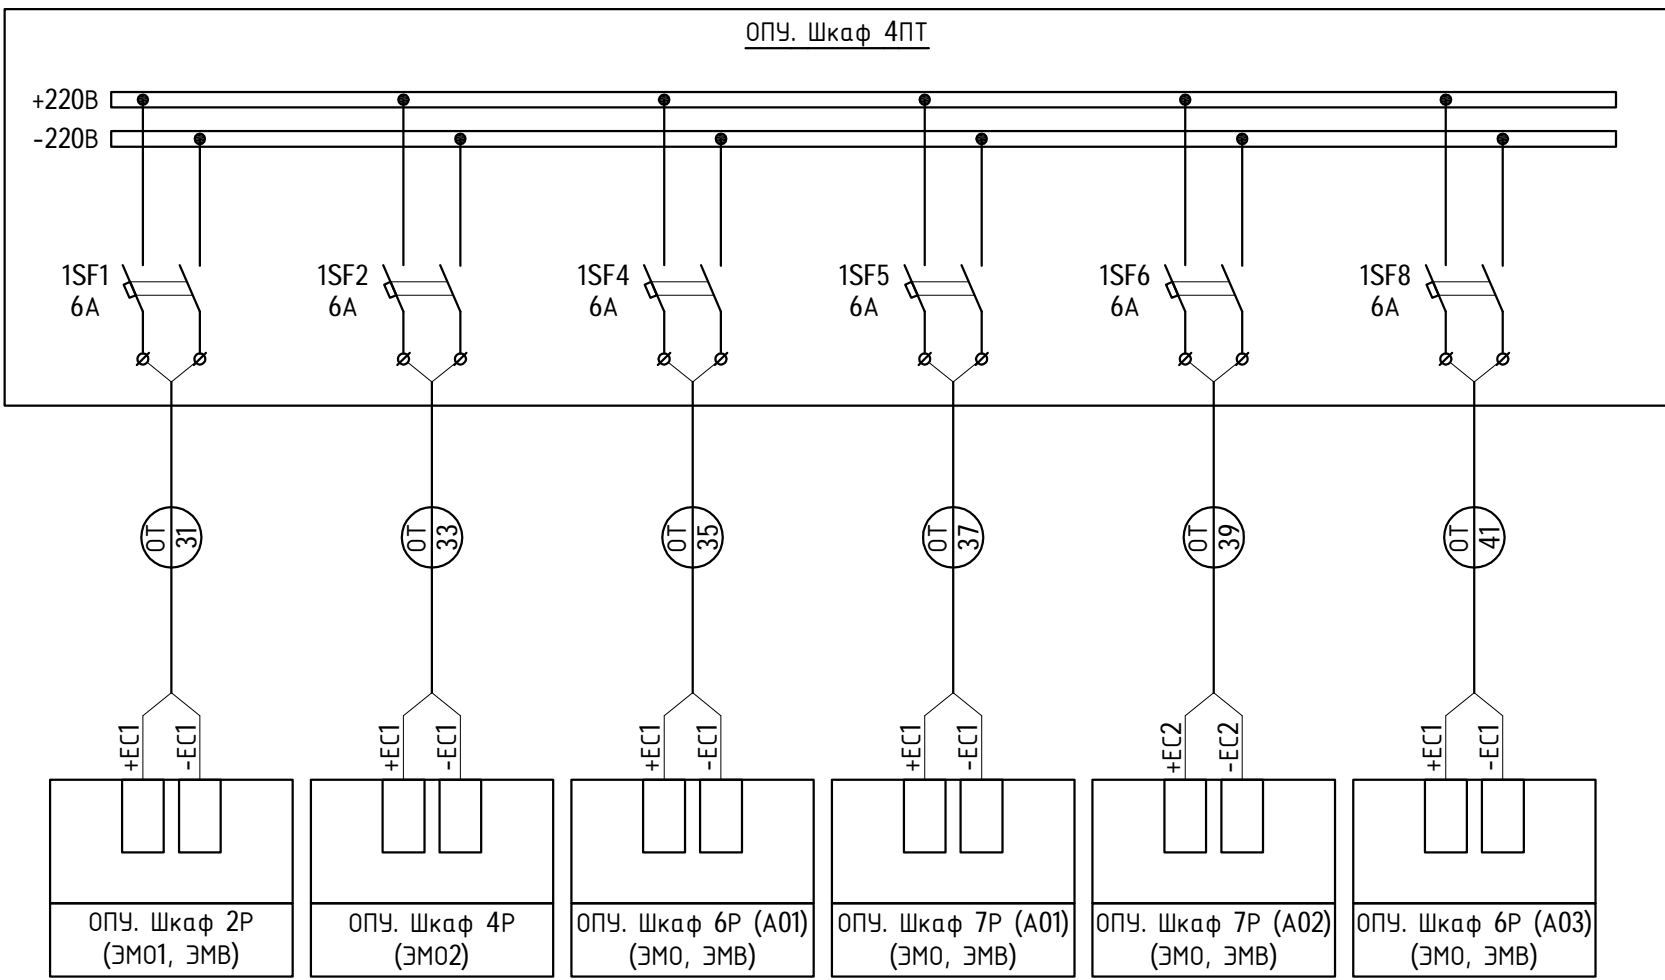 ОПУ. Шкаф 4ПТ
+220В
-220В
1SF1
6А
1SF2
6А
1SF4
6А
1SF5
6А
1SF6
6А
1SF8
6А
ОТ
31
ОТ
33
ОТ
35
ОТ
37
ОТ
39
ОТ
41
+ЕС1
-ЕС1
+ЕС1
-ЕС1
+ЕС1
-ЕС1
+ЕС1
-ЕС1
+ЕС2
-ЕС2
+ЕС1
-ЕС1
ОПУ. Шкаф 2Р
(ЭМО1, ЭМВ)
ОПУ. Шкаф 4Р
(ЭМО2)
ОПУ. Шкаф 6Р (А01)
(ЭМО, ЭМВ)
ОПУ. Шкаф 7Р (А01)
(ЭМО, ЭМВ)
ОПУ. Шкаф 7Р (А02)
(ЭМО, ЭМВ)
ОПУ. Шкаф 6Р (А03)
(ЭМО, ЭМВ)